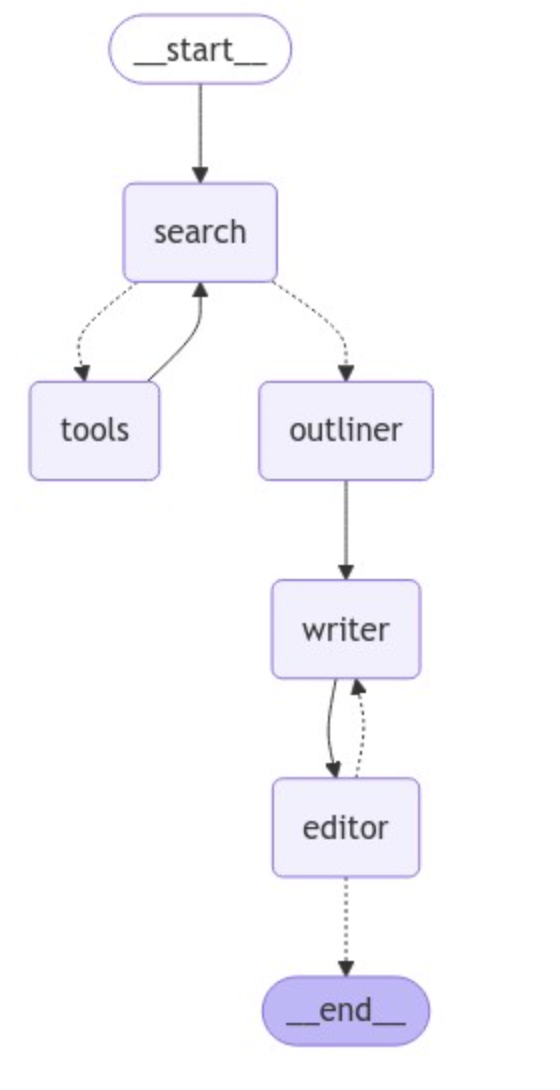 __start__
search
tools
outliner
writer
editor
__end__